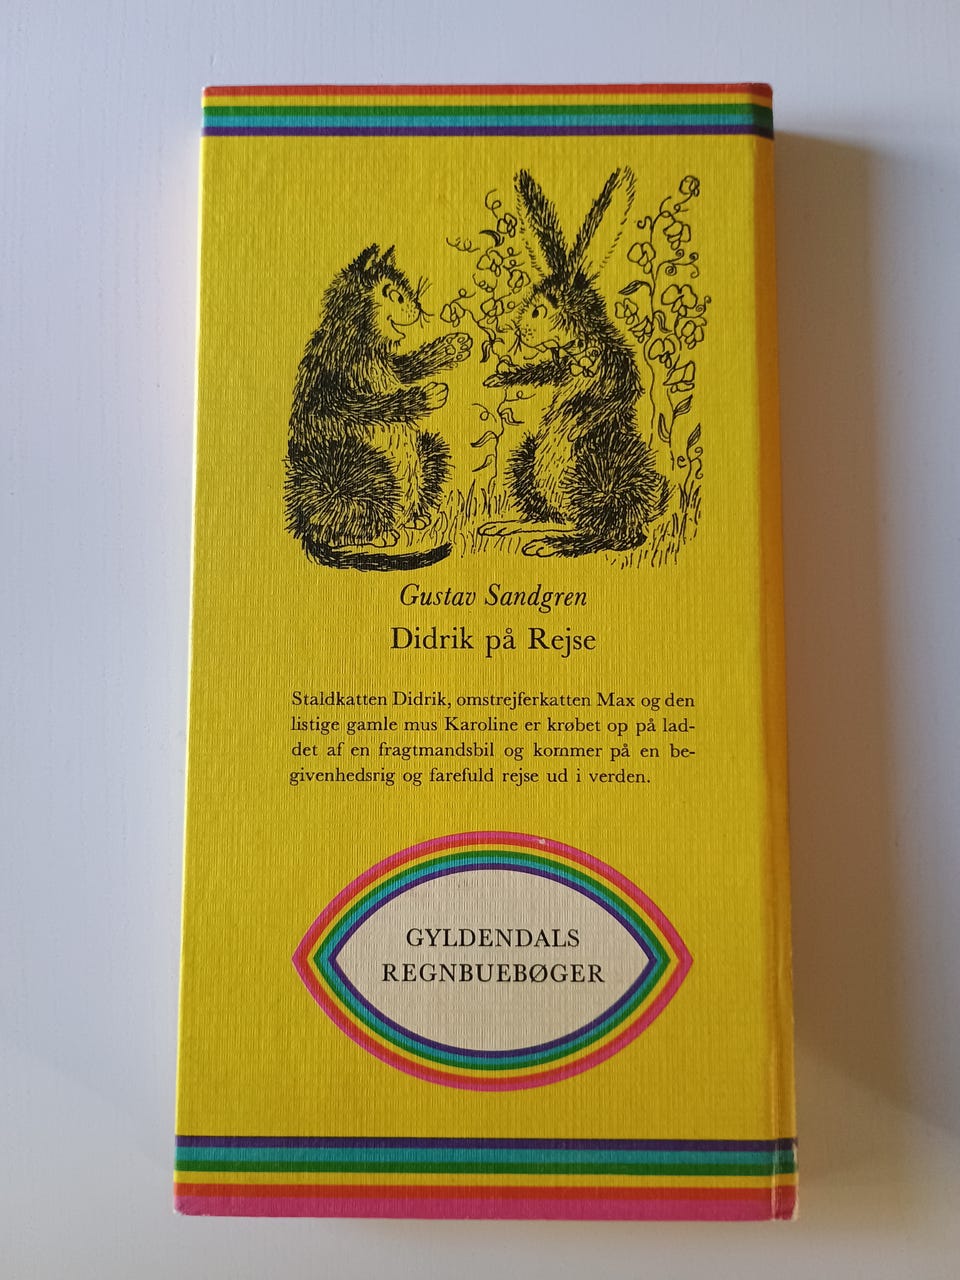 Gustav Sandgren
Didrik på Rejse
Staldkatten Didrik, omstrejferkatten Max og den
listige gamle mus Karoline er krøbet op på lad-
det af en fragtmandsbil og kommer på en be-
givenhedsrig og farefuld rejse ud i verden.
GYLDENDALS
REGNBUEBØGER